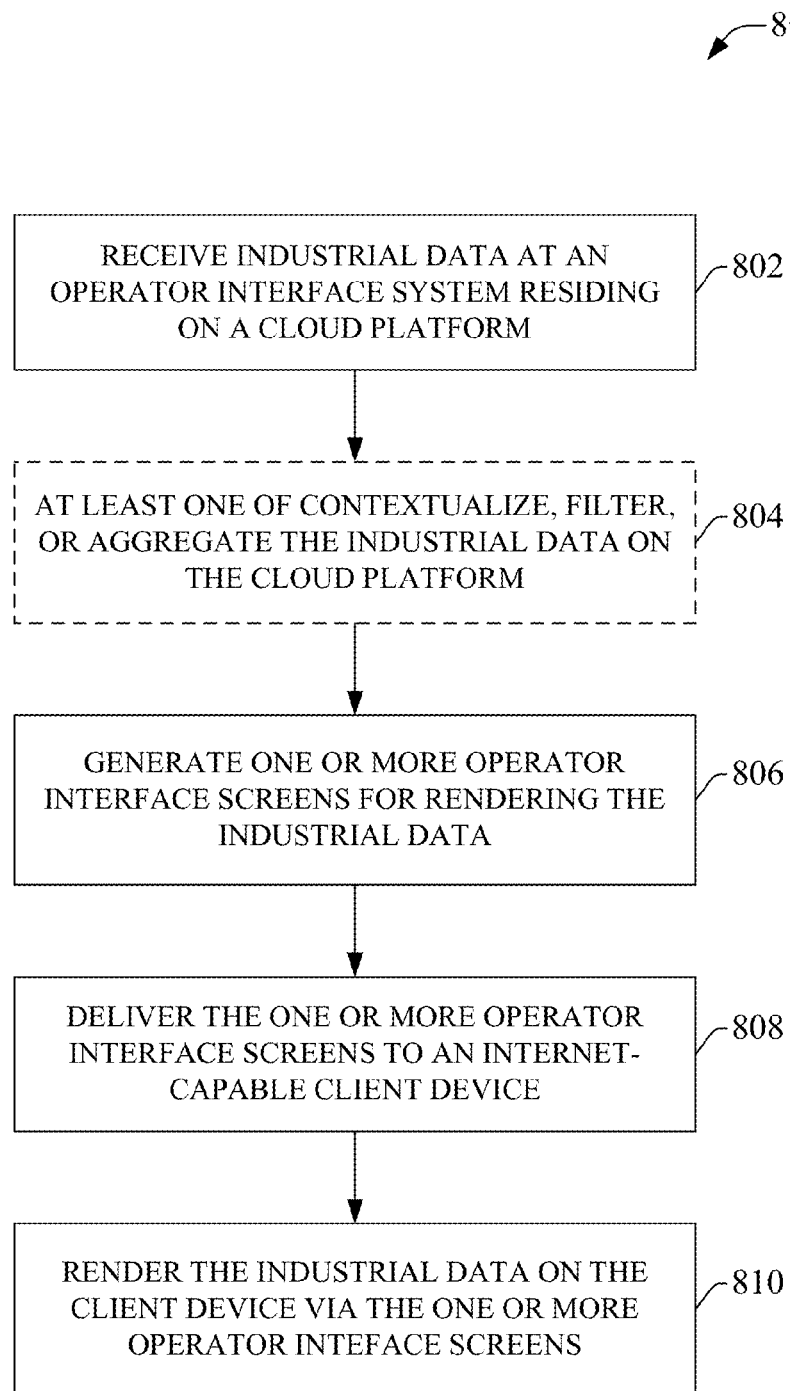 8
RECEIVE INDUSTRIAL DATA AT AN
OPERATOR INTERFACE SYSTEM RESIDING
ON A CLOUD PLATFORM
802
AT LEAST ONE OF CONTEXTUALIZE, FILTER,
OR AGGREGATE THE INDUSTRIAL DATA ON
THE CLOUD PLATFORM
804
GENERATE ONE OR MORE OPERATOR
INTERFACE SCREENS FOR RENDERING THE
INDUSTRIAL DATA
806
DELIVER THE ONE OR MORE OPERATOR
INTERFACE SCREENS TO AN INTERNET-
CAPABLE CLIENT DEVICE
808
RENDER THE INDUSTRIAL DATA ON THE
CLIENT DEVICE VIA THE ONE OR MORE
OPERATOR INTEFACE SCREENS
810